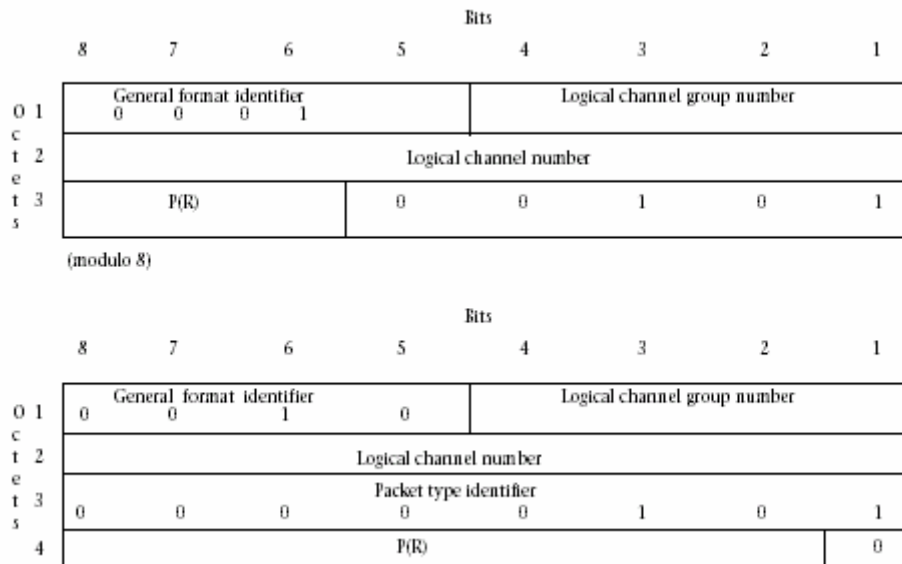 Bits
8 7 6 5 4 3 2 1
General format identifier Logical channel group number
O 1 0 0 0 1
c
t 2 Logical channel number
e
t 3 P(R) 0 0 1 0 1
s
(modulo 8)
Bits
8 7 6 5 4 3 2 1
General format identifier Logical channel group number
O 1 0 0 1 0
c
t 2 Logical channel number
e Packet type identifier
t 3
s 0 0 0 0 0 1 0 1
4 P(R) 0